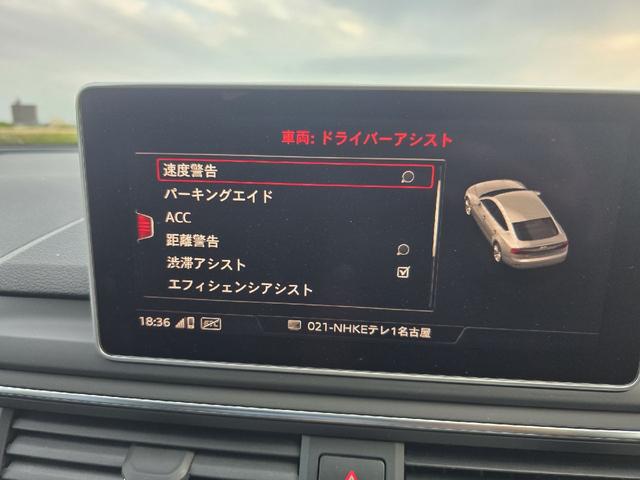 車両: ドライバーアシスト
速度警告
パーキングエイド
ACC
距離警告
渋滞アシスト
エフィシェンシアシスト
18:36
021-NHKEテレ1名古屋